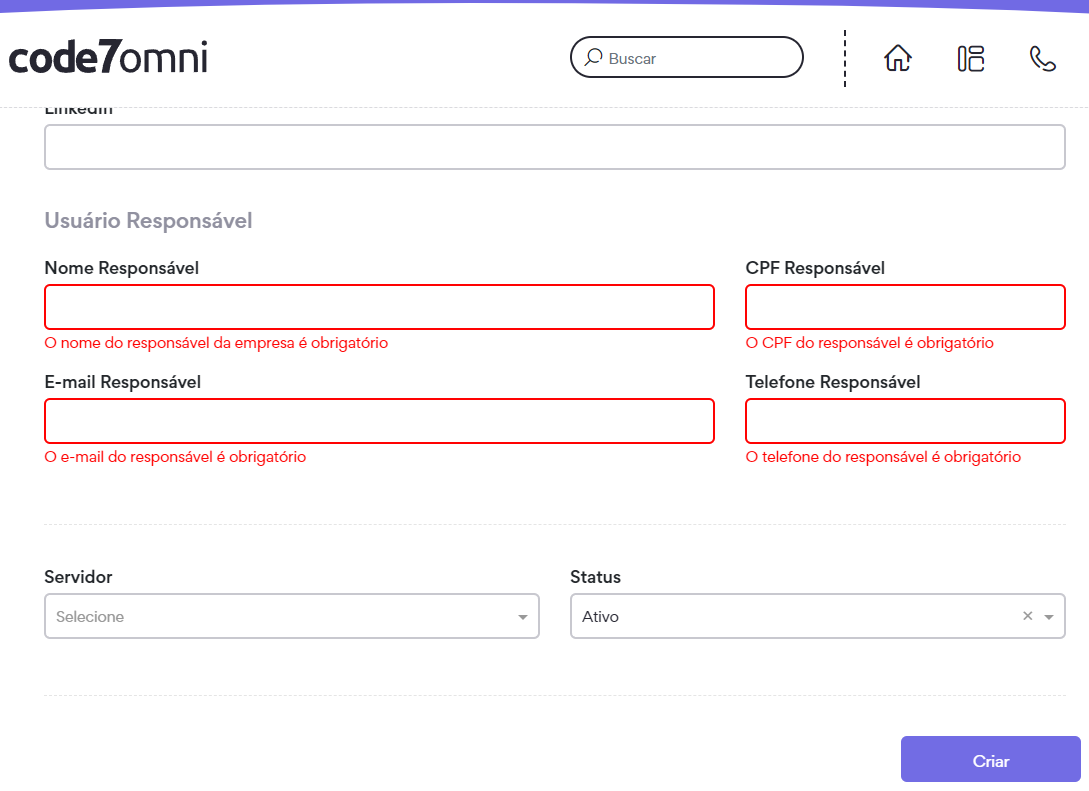 code7omni
Buscar
LinkedIn
Usuário Responsável
Nome Responsável
CPF Responsável
O nome do responsável da empresa é obrigatório
O CPF do responsável é obrigatório
E-mail Responsável
Telefone Responsável
O e-mail do responsável é obrigatório
O telefone do responsável é obrigatório
Servidor
Status
Selecione
Ativo
Criar